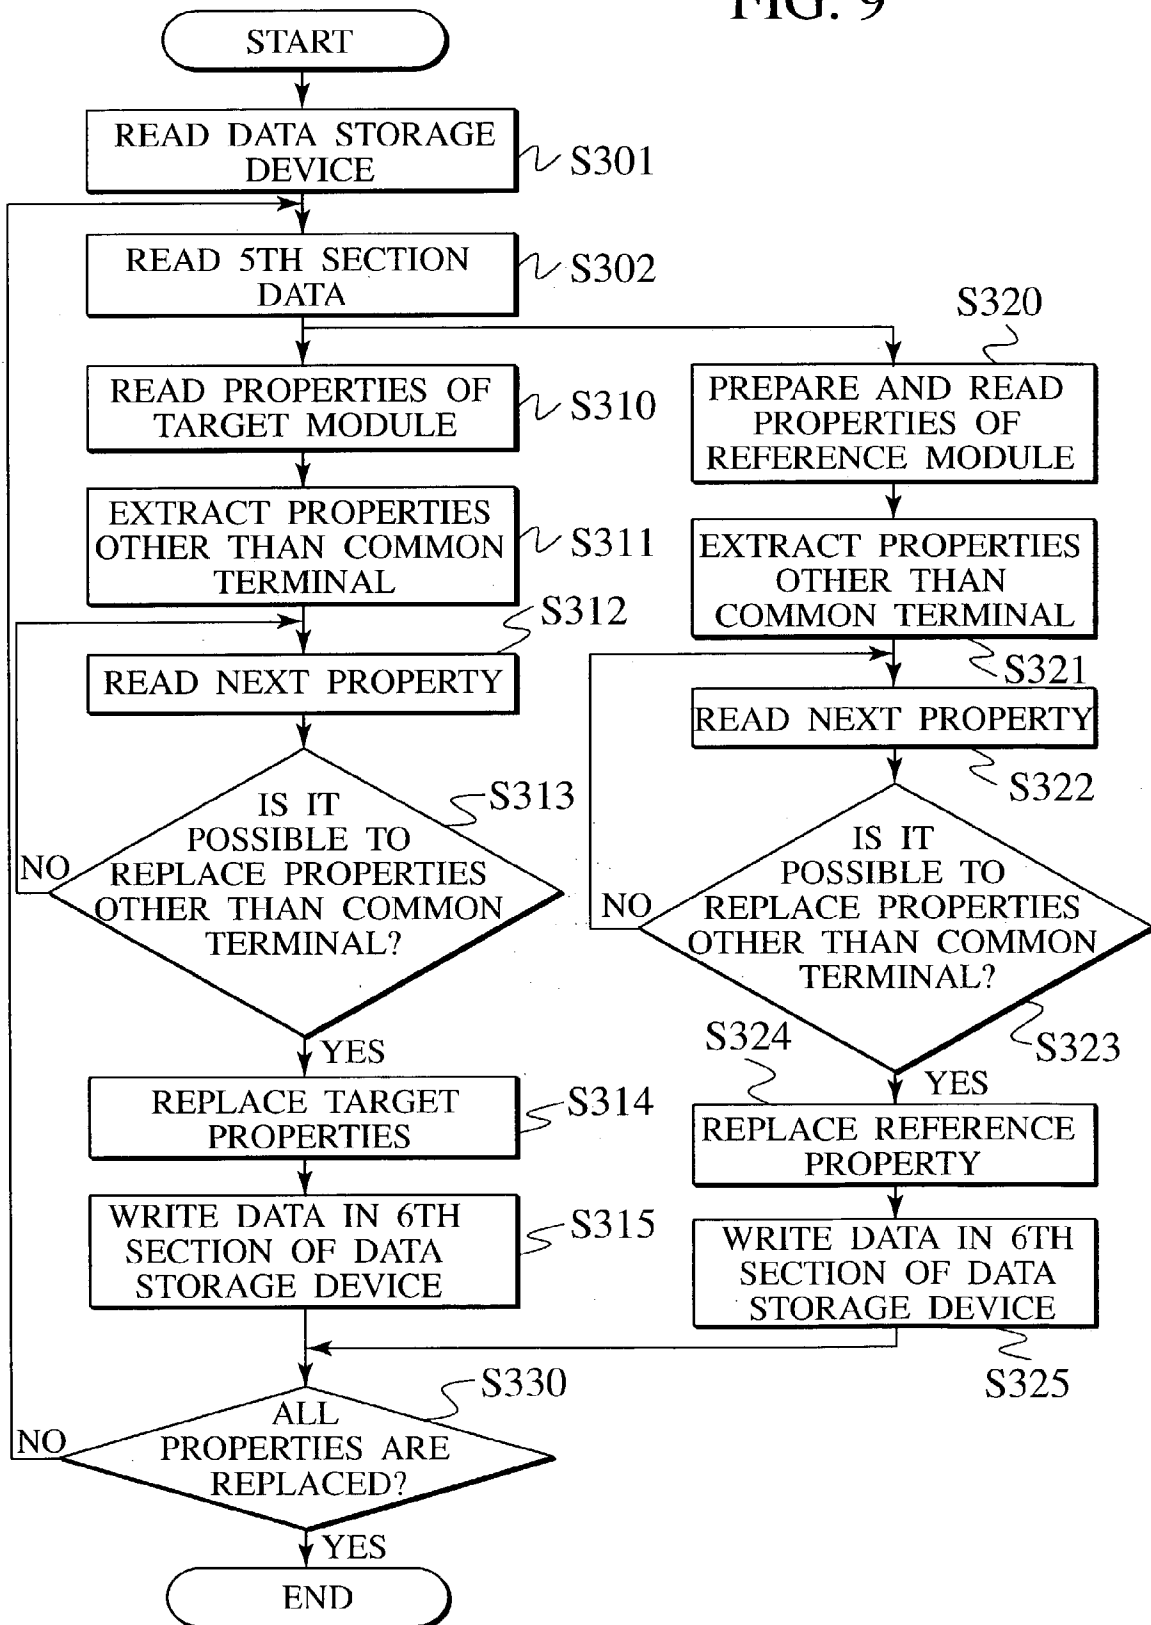 FIG. 9
START
READ DATA STORAGE
DEVICE
S301
READ 5TH SECTION
DATA
S302
READ PROPERTIES OF
TARGET MODULE
S310
EXTRACT PROPERTIES
OTHER THAN COMMON
TERMINAL
S311
S312
READ NEXT PROPERTY
IS IT
POSSIBLE TO
REPLACE PROPERTIES
OTHER THAN COMMON
TERMINAL?
S313
NO
YES
REPLACE TARGET
PROPERTIES
S314
WRITE DATA IN 6TH
SECTION OF DATA
STORAGE DEVICE
S315
S320
PREPARE AND READ
PROPERTIES OF
REFERENCE MODULE
EXTRACT PROPERTIES
OTHER THAN
COMMON TERMINAL
S321
READ NEXT PROPERTY
S322
IS IT
POSSIBLE TO
REPLACE PROPERTIES
OTHER THAN COMMON
TERMINAL?
NO
S323
S324
YES
REPLACE REFERENCE
PROPERTY
WRITE DATA IN 6TH
SECTION OF DATA
STORAGE DEVICE
S325
S330
ALL
PROPERTIES ARE
REPLACED?
NO
YES
END